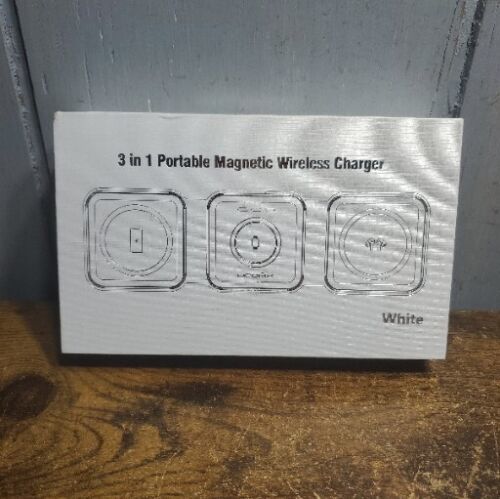 3 in 1 Portable Magnetic Wireless Charger
White